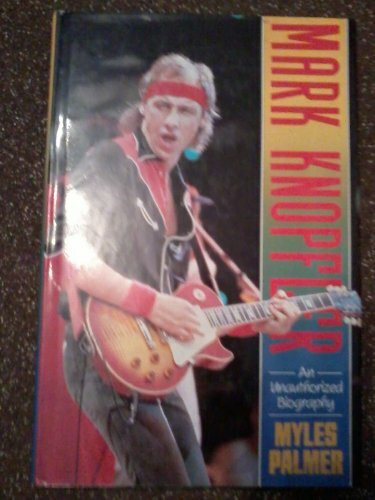 MARK KNOPFLER
An
Unauthorized
Biography
MYLES
PALMER